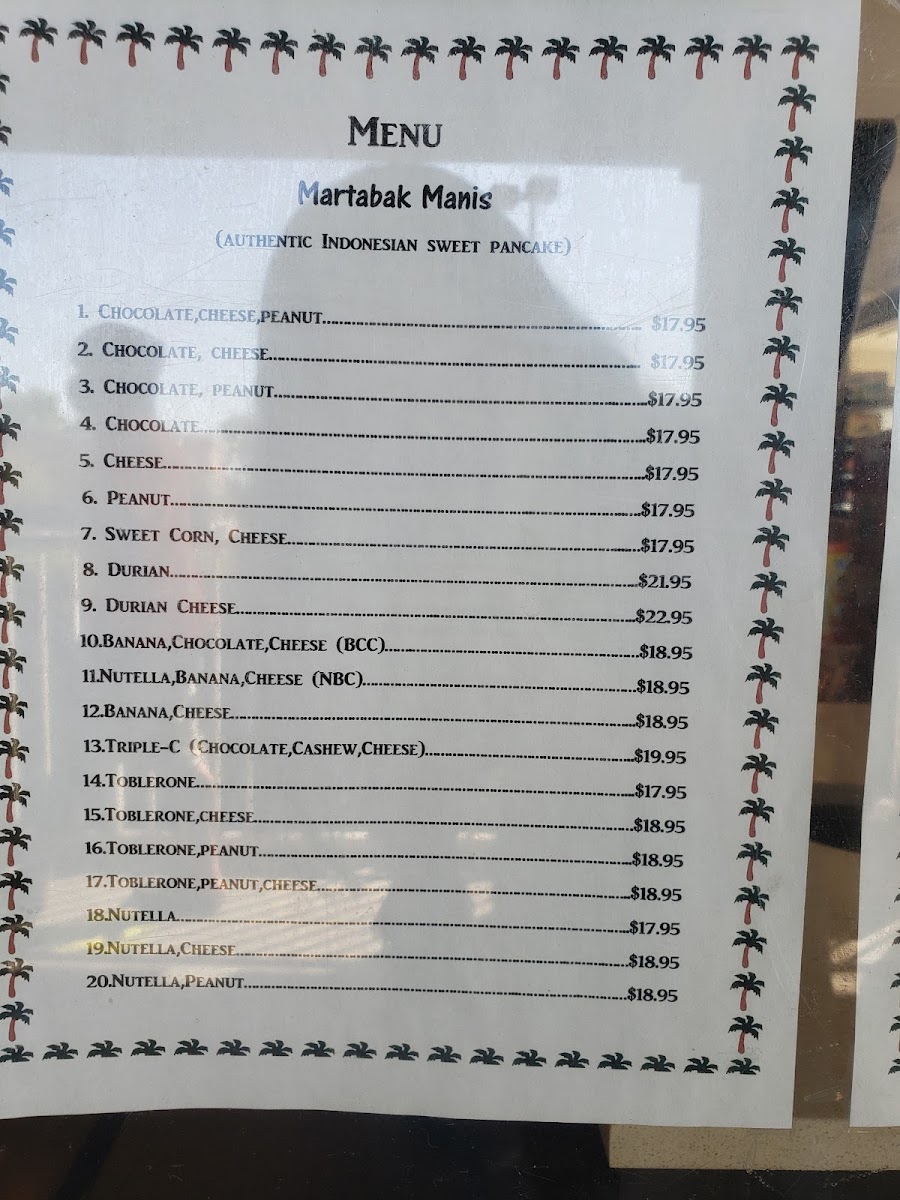 Menu
Martabak Manis
(authentic Indonesian sweet pancake)
1. Chocolate,cheese,peanut.......... $17.95
2. Chocolate, cheese.......... $17.95
3. Chocolate, peanut..........$17.95
4. Chocolate..........$17.95
5. Cheese..........$17.95
6. Peanut..........$17.95
7. Sweet Corn, Cheese..........$17.95
8. Durian..........$21.95
9. Durian Cheese..........$22.95
10.Banana,Chocolate,Cheese (BCC)..........$18.95
11.Nutella,Banana,Cheese (NBC)..........$18.95
12.Banana,Cheese..........$18.95
13.Triple-C (Chocolate,Cashew,Cheese)..........$19.95
14.Toblerone..........$17.95
15.Toblerone,cheese..........$18.95
16.Toblerone,peanut..........$18.95
17.Toblerone,peanut,cheese..........$18.95
18.Nutella..........$17.95
19.Nutella,Cheese..........$18.95
20.Nutella,Peanut..........$18.95